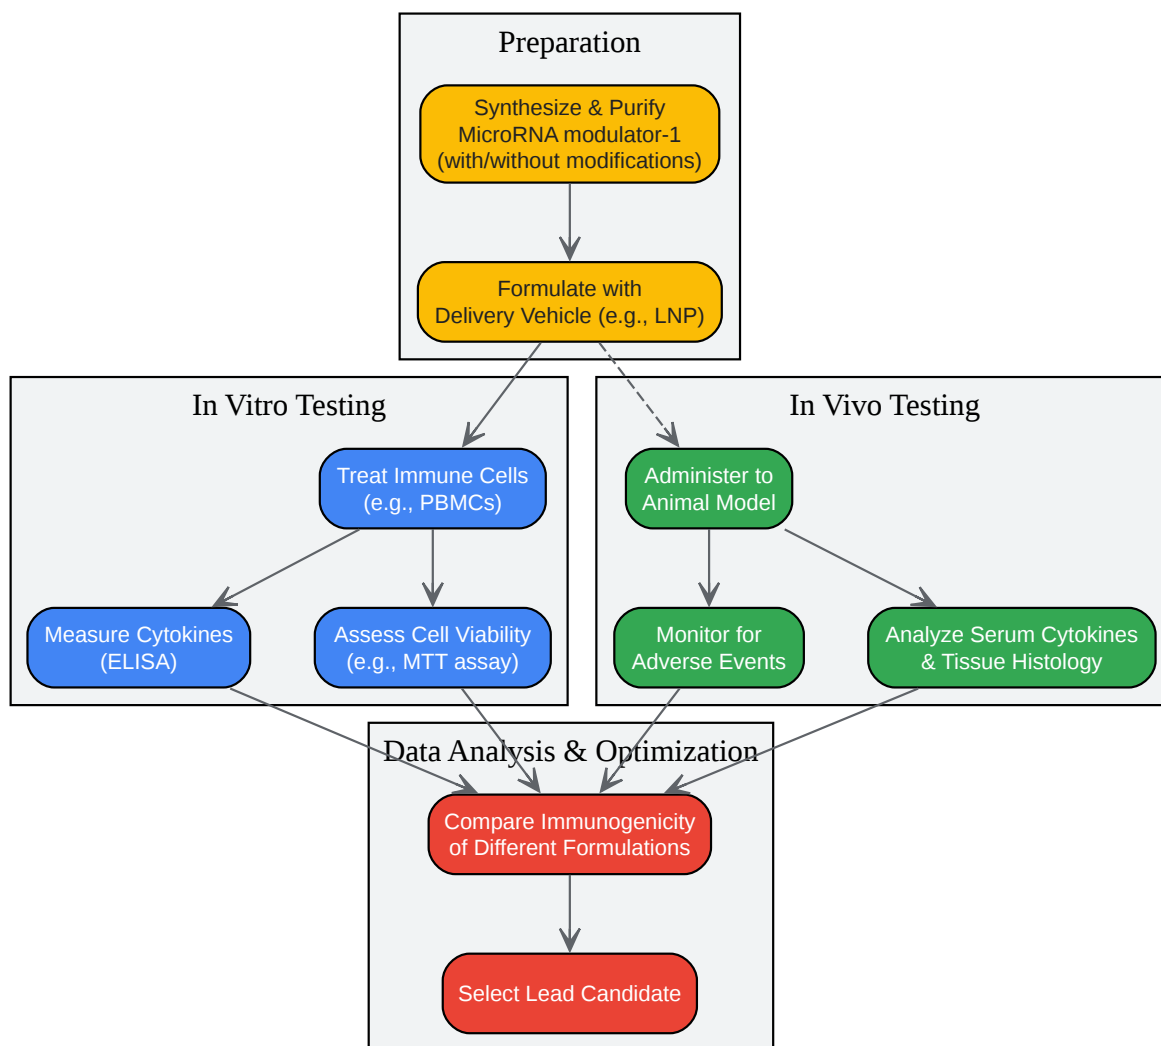 Preparation
Synthesize & Purify
MicroRNA modulator-1
(with/without modifications)
Formulate with
Delivery Vehicle (e.g., LNP)
In Vitro Testing
Treat Immune Cells
(e.g., PBMCs)
Measure Cytokines
(ELISA)
Assess Cell Viability
(e.g., MTT assay)
In Vivo Testing
Administer to
Animal Model
Monitor for
Adverse Events
Analyze Serum Cytokines
& Tissue Histology
Data Analysis & Optimization
Compare Immunogenicity
of Different Formulations
Select Lead Candidate